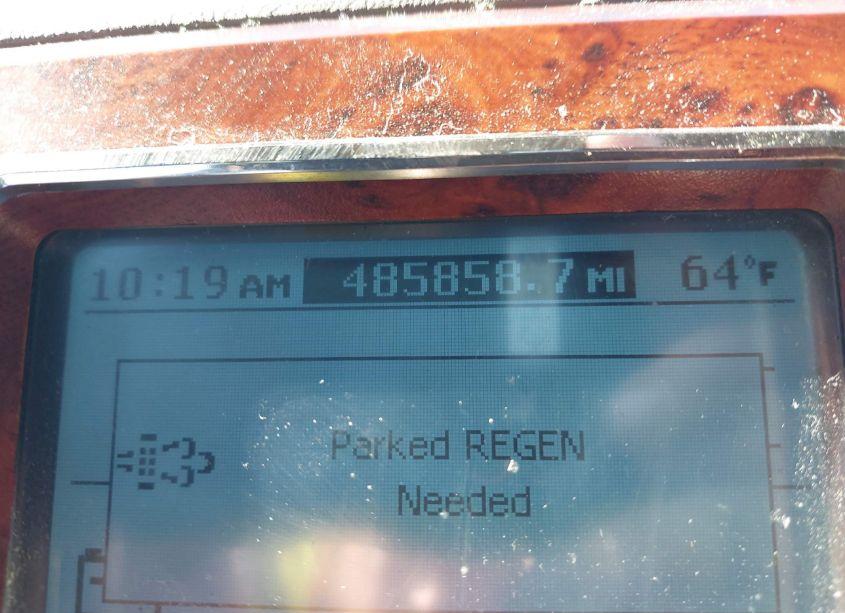 10:19 AM 485858.7 MI 64°F
Parked REGEN
Needed